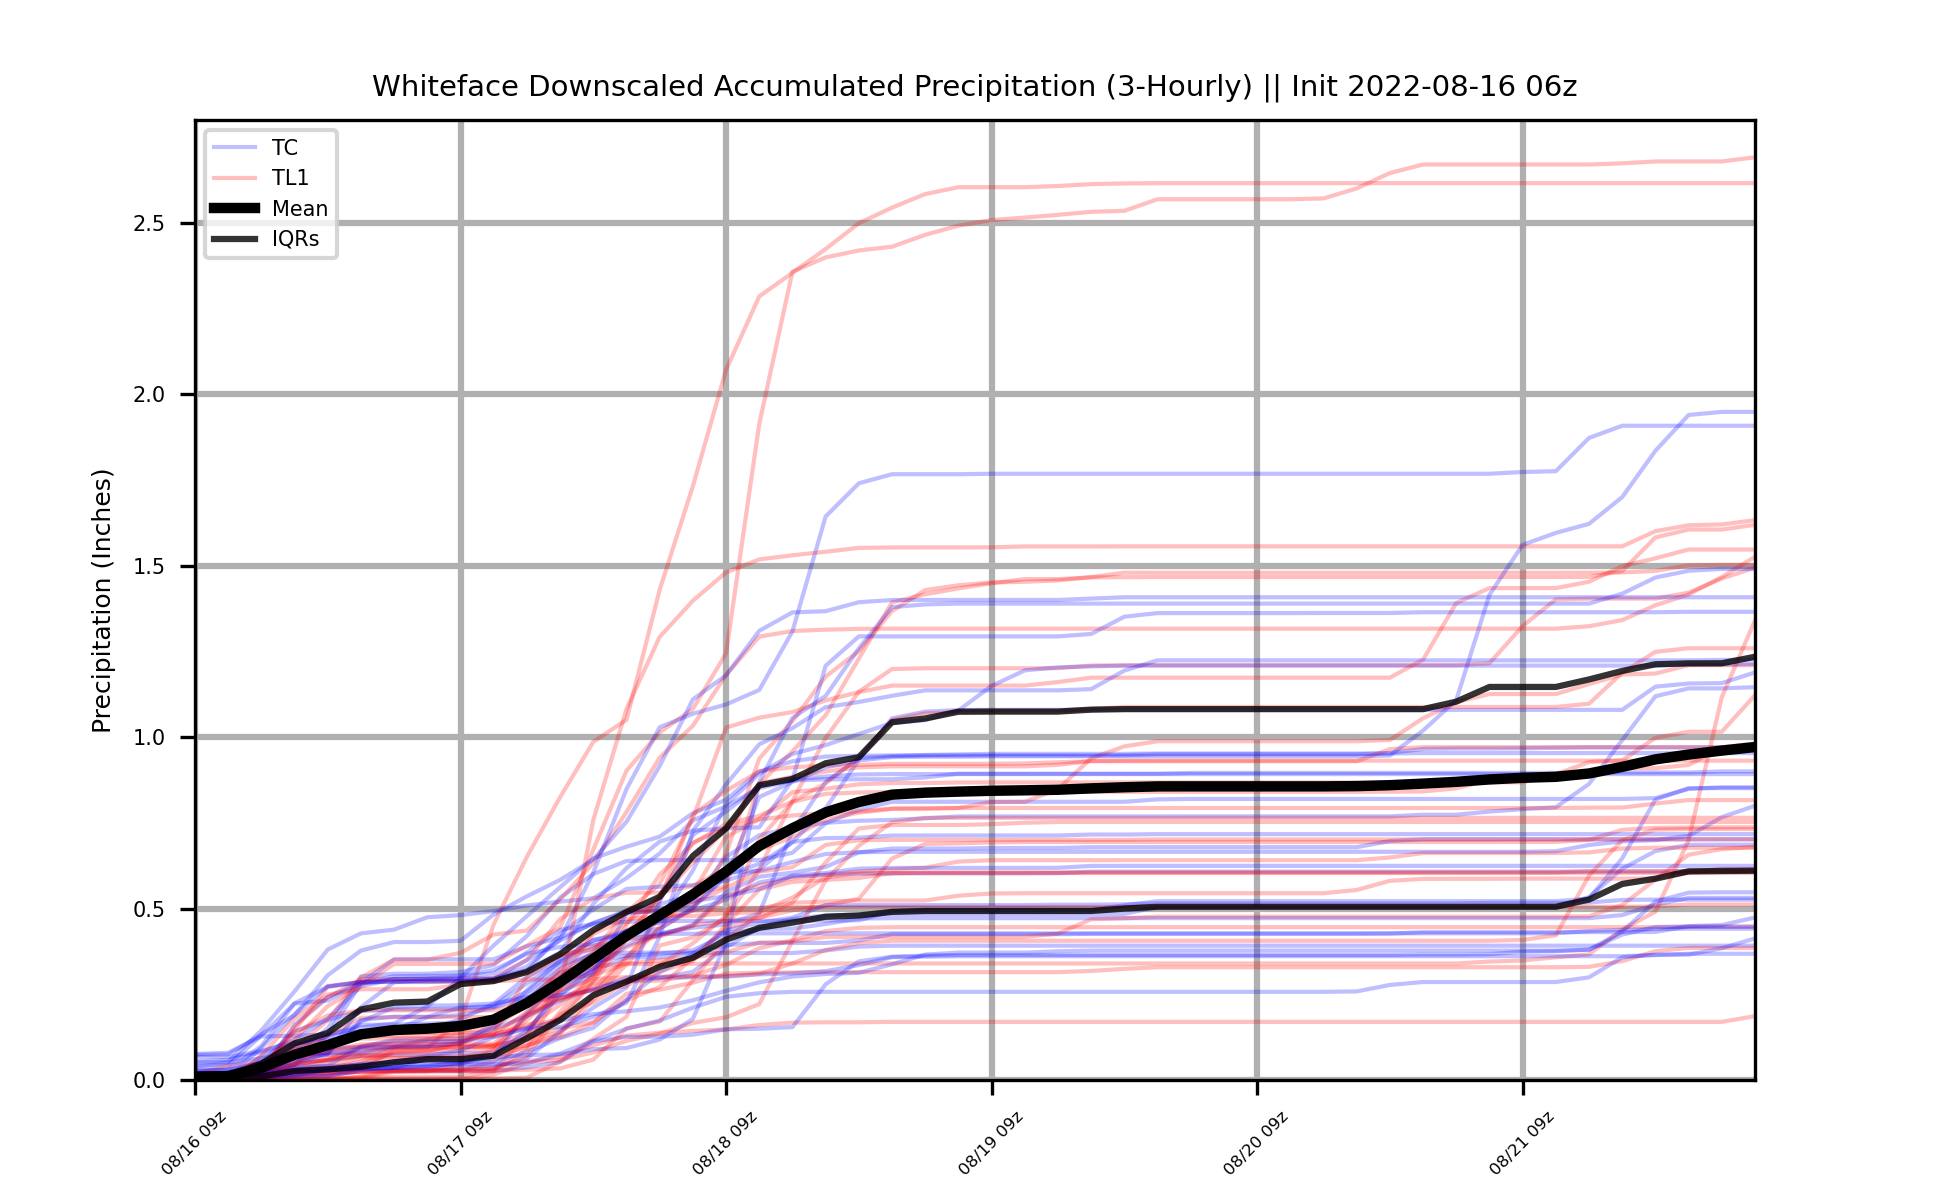 Whiteface Downscaled Accumulated Precipitation (3-Hourly) || Init 2022-08-16 06z
TC
TL1
Mean
IQRs
Precipitation (Inches)
2.5
2.0
1.5
1.0
0.5
0.0
08/16 09z
08/17 09z
08/18 09z
08/19 09z
08/20 09z
08/21 09z